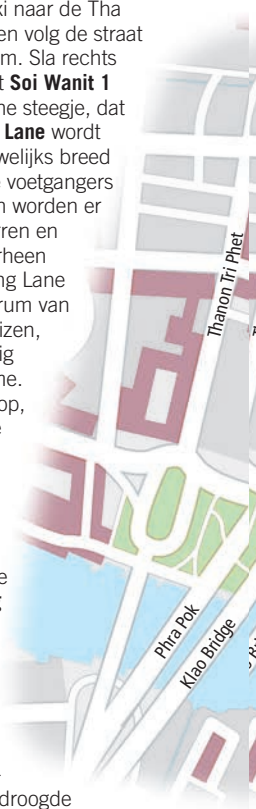 xi naar de Tha
en volg de straat
m. Sla rechts
t Soi Wanit 1
ne steegje, dat
Lane wordt
welijks breed
e voetgangers
n worden er
rren en
rheen
ng Lane
rum van
izen,
ig
ne.
op,
e
e
droogde
Thanon Tri Phet
Phra Pok
Klao Bridge